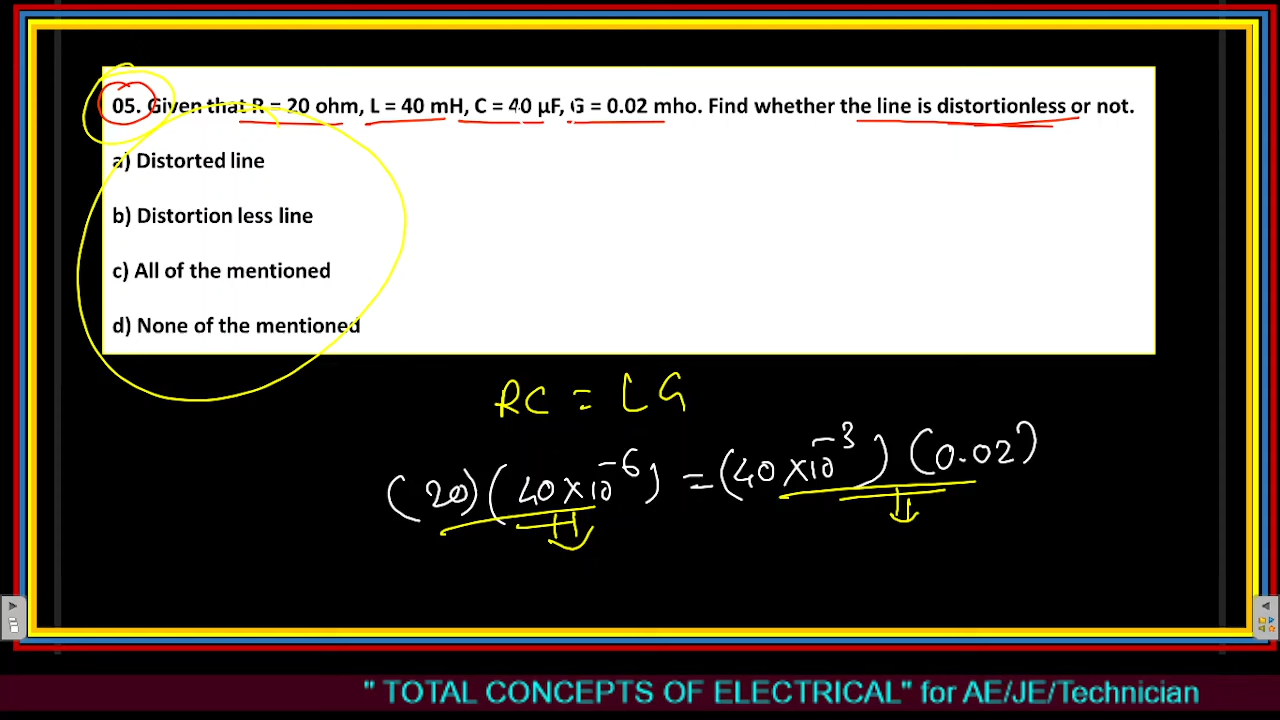 05. Given that R = 20 ohm, L = 40 mH, C = 40 µF, G = 0.02 mho. Find whether the line is distortionless or not.
a) Distorted line
b) Distortion less line
c) All of the mentioned
d) None of the mentioned
RC = LG
(20)(40×10⁻⁶) = (40×10⁻³)(0.02)
" TOTAL CONCEPTS OF ELECTRICAL" for AE/JE/Technician